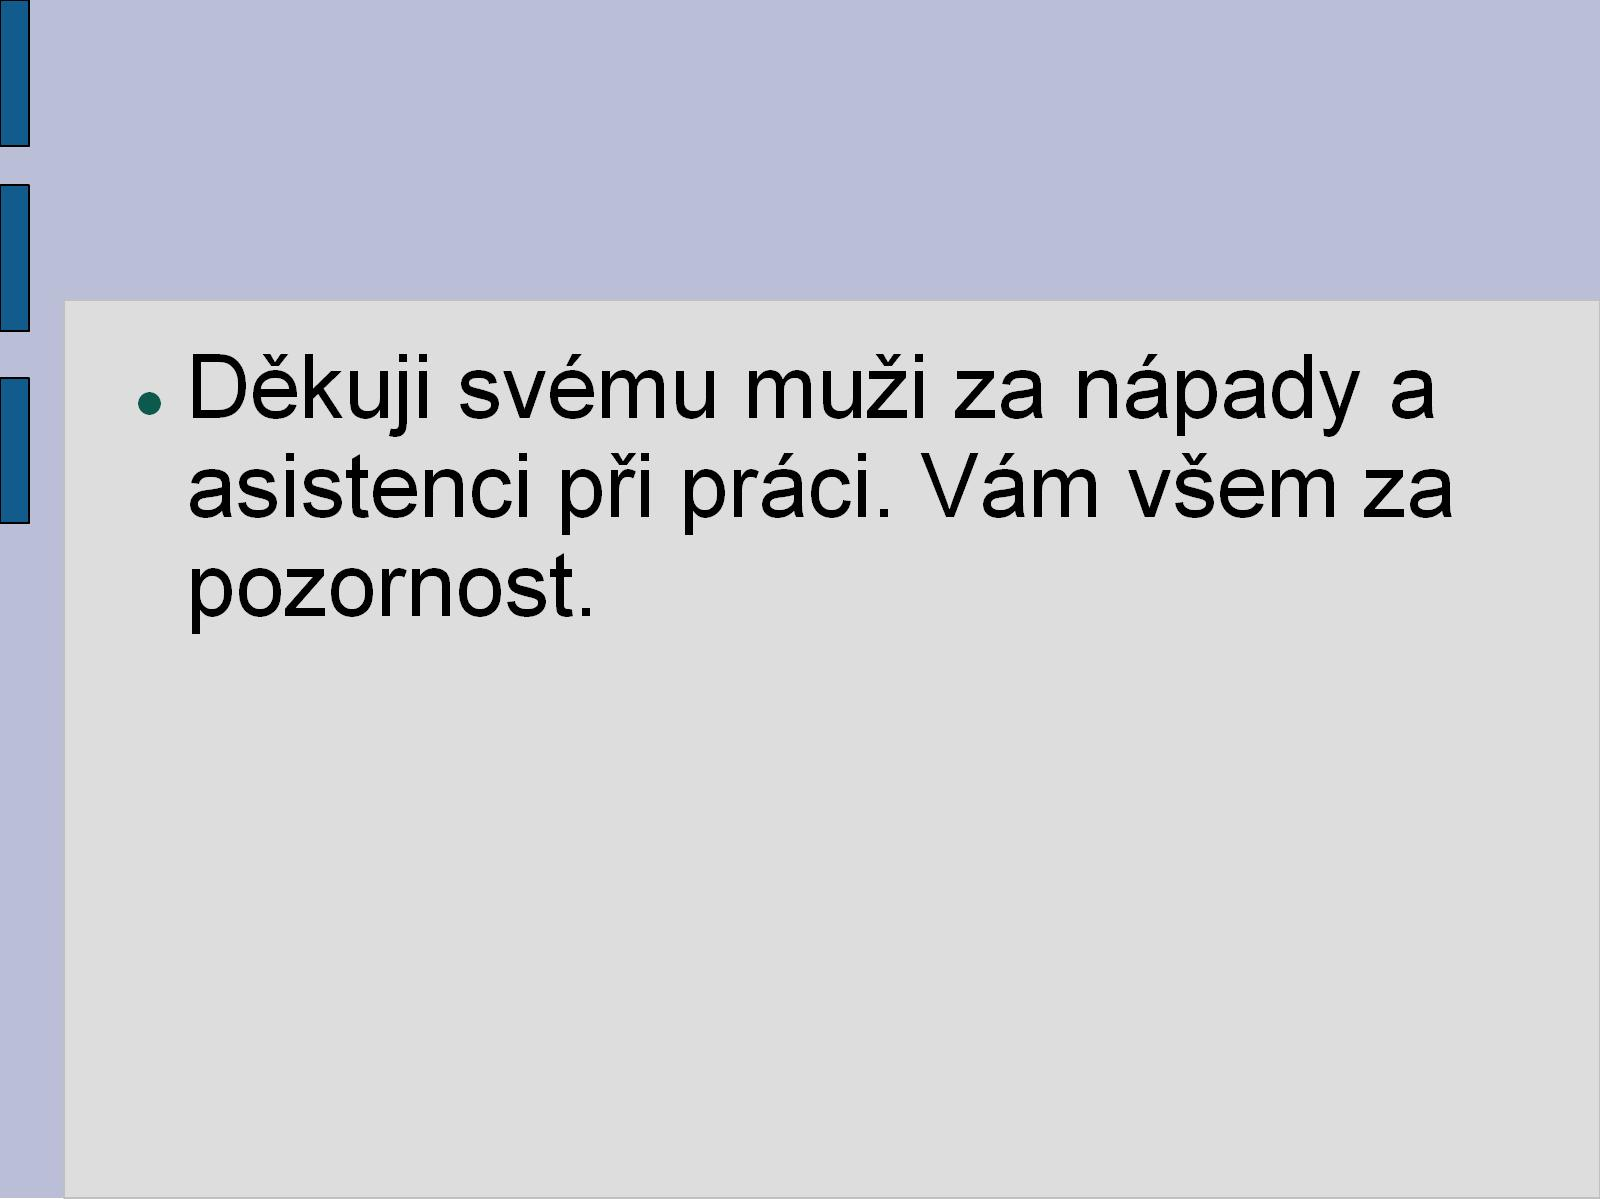 Děkuji svému muži za nápady a
asistenci při práci. Vám všem za
pozornost.